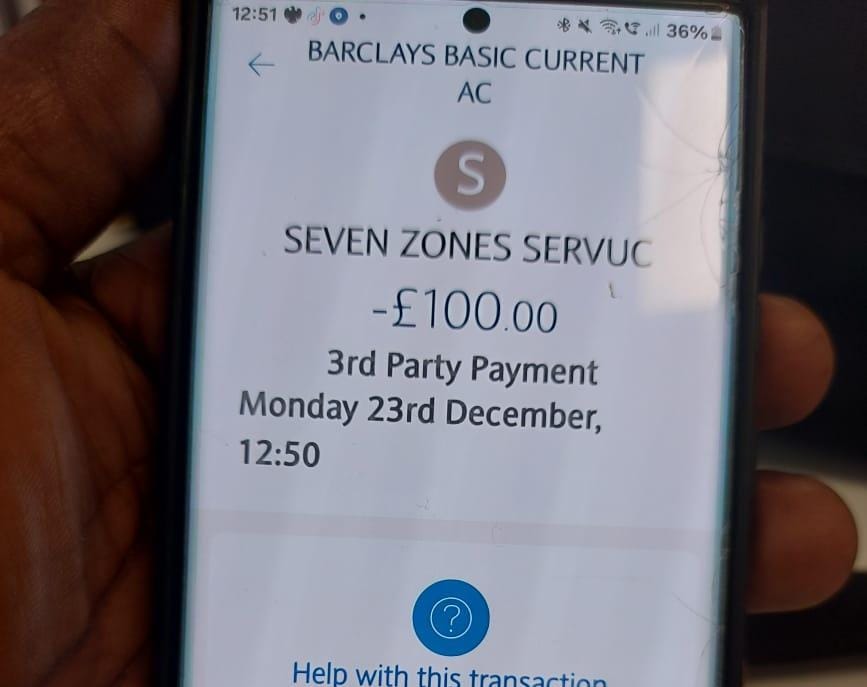 12:51 36%
BARCLAYS BASIC CURRENT
AC
S
SEVEN ZONES SERVUC
-£100.00
3rd Party Payment
Monday 23rd December,
12:50
?
Help with this transaction